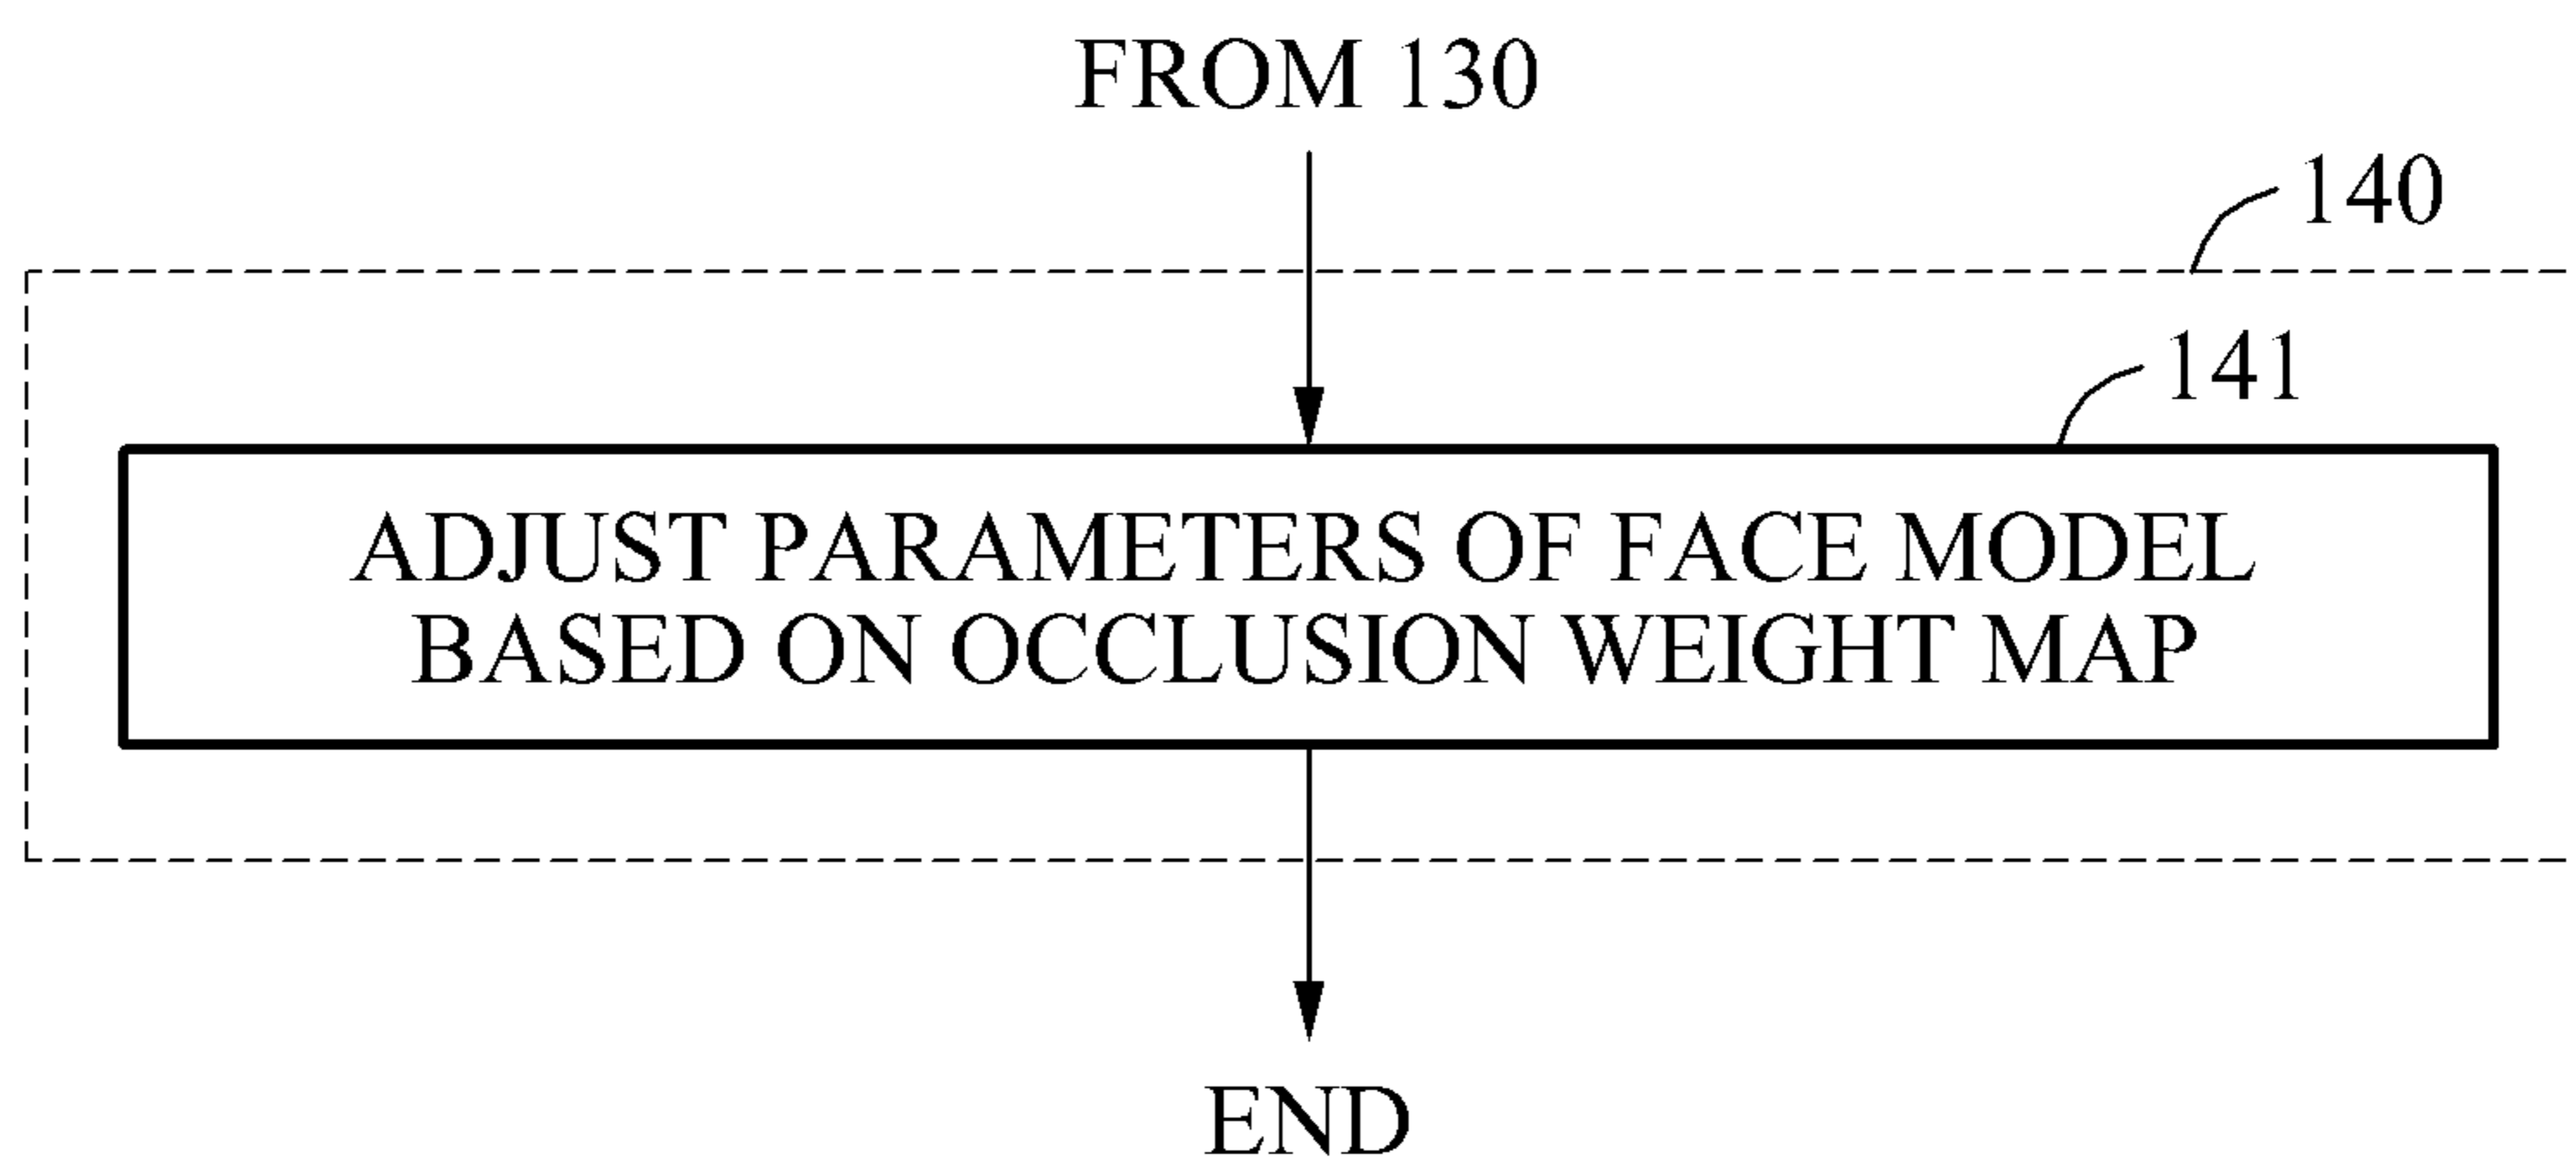 FROM 130
140
141
ADJUST PARAMETERS OF FACE MODEL
BASED ON OCCLUSION WEIGHT MAP
END